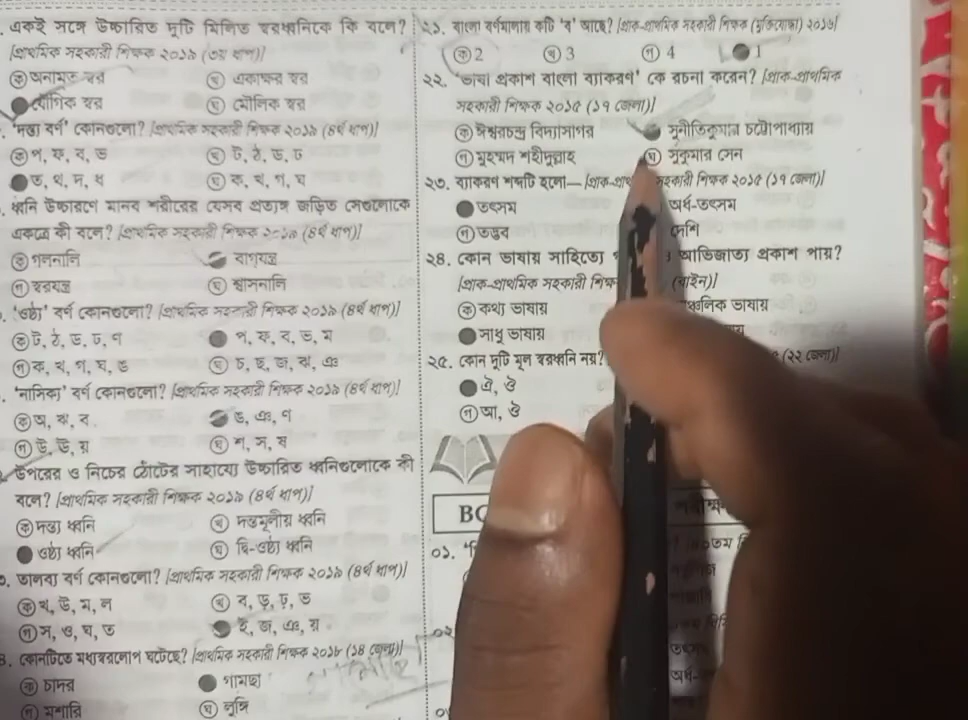 একই সঙ্গে উচ্চারিত দুটি মিলিত স্বরধ্বনিকে কি বলে?
[প্রাথমিক সহকারী শিক্ষক ২০১৯ (৩য় ধাপ)]
ক অনামত স্বর খ একাক্ষর স্বর
যৌগিক স্বর ঘ মৌলিক স্বর
'দন্ত্য বর্ণ' কোনগুলো? [প্রাথমিক সহকারী শিক্ষক ২০১৯ (৪র্থ ধাপ)]
ক প, ফ, ব, ভ খ ট, ঠ, ড, ঢ
ত, থ, দ, ধ ঘ ক, খ, গ, ঘ
ধ্বনি উচ্চারণে মানব শরীরের যেসব প্রত্যঙ্গ জড়িত সেগুলোকে
একত্রে কী বলে? [প্রাথমিক সহকারী শিক্ষক ২০১৯ (৪র্থ ধাপ)]
ক গলনালি বাগ্‌যন্ত্র
গ স্বরযন্ত্র ঘ শ্বাসনালি
'ওষ্ঠ্য' বর্ণ কোনগুলো? [প্রাথমিক সহকারী শিক্ষক ২০১৯ (৪র্থ ধাপ)]
ক ট, ঠ, ড, ঢ, ণ প, ফ, ব, ভ, ম
গ ক, খ, গ, ঘ, ঙ ঘ চ, ছ, জ, ঝ, ঞ
'নাসিক্য' বর্ণ কোনগুলো? [প্রাথমিক সহকারী শিক্ষক ২০১৯ (৪র্থ ধাপ)]
ক অ, ঝ, ব ঙ, ঞ, ণ
গ উ, ঊ, য় ঘ শ, স, ষ
উপরের ও নিচের ঠোঁটের সাহায্যে উচ্চারিত ধ্বনিগুলোকে কী
বলে? [প্রাথমিক সহকারী শিক্ষক ২০১৯ (৪র্থ ধাপ)]
ক দন্ত্য ধ্বনি খ দন্তমূলীয় ধ্বনি
ওষ্ঠ্য ধ্বনি ঘ দ্বি-ওষ্ঠ্য ধ্বনি
তালব্য বর্ণ কোনগুলো? [প্রাথমিক সহকারী শিক্ষক ২০১৯ (৪র্থ ধাপ)]
ক থ, উ, ম, ল খ ব, ড়, ঢ়, ভ
গ স, ও, ঘ, ত ই, জ, ঞ, য়
কোনটিতে মধ্যস্বরলোপ ঘটেছে? [প্রাথমিক সহকারী শিক্ষক ২০১৮ (১৪ জেলা)]
ক চাদর গামছা
গ মশারি ঘ লুঙ্গি
২১. বাংলা বর্ণমালায় কটি 'ব' আছে? [প্রাক-প্রাথমিক সহকারী শিক্ষক (মুক্তিযোদ্ধা) ২০১৬]
ক 2 খ 3 গ 4 1
২২. 'ভাষা প্রকাশ বাংলা ব্যাকরণ' কে রচনা করেন? [প্রাক-প্রাথমিক
সহকারী শিক্ষক ২০১৫ (১৭ জেলা)]
ক ঈশ্বরচন্দ্র বিদ্যাসাগর সুনীতিকুমার চট্টোপাধ্যায়
গ মুহম্মদ শহীদুল্লাহ ঘ সুকুমার সেন
২৩. ব্যাকরণ শব্দটি হলো— সহকারী শিক্ষক ২০১৫ (১৭ জেলা)]
তৎসম অর্ধ-তৎসম
গ তদ্ভব দেশি
২৪. কোন ভাষায় সাহিত্যে আভিজাত্য প্রকাশ পায়?
[প্রাক-প্রাথমিক সহকারী শিক্ষ
ক কথ্য ভাষায় ঞ্চলিক ভাষায়
সাধু ভাষায়
২৫. কোন দুটি মূল স্বরধ্বনি নয়? (২২ জেলা)]
ঐ, ঔ
গ আ, ঔ
BC
০১.
০২